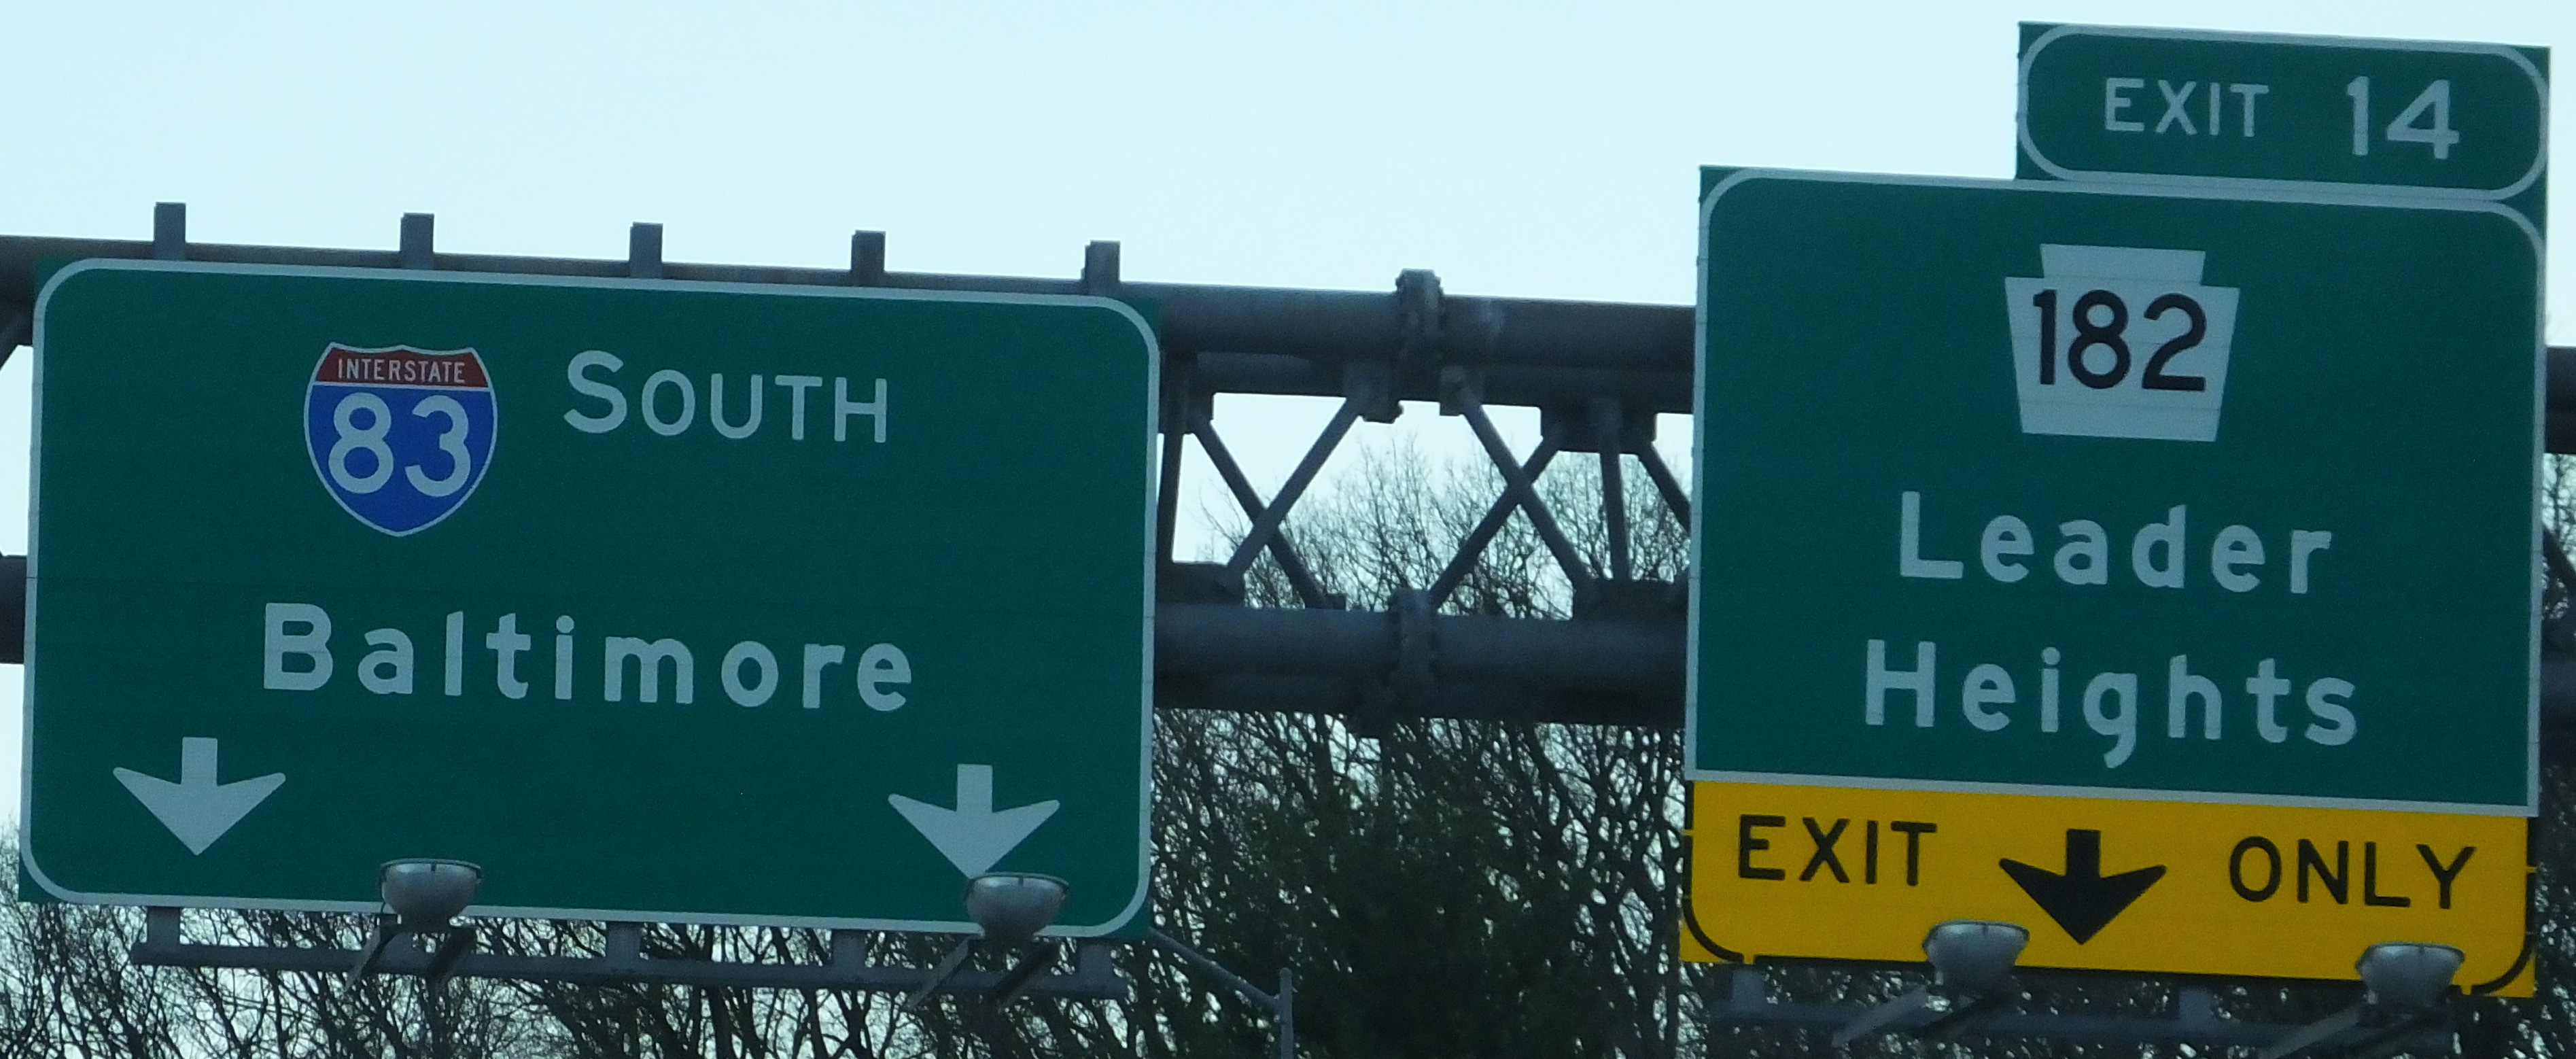 INTERSTATE
83
SOUTH
Baltimore
EXIT 14
182
Leader
Heights
EXIT ONLY